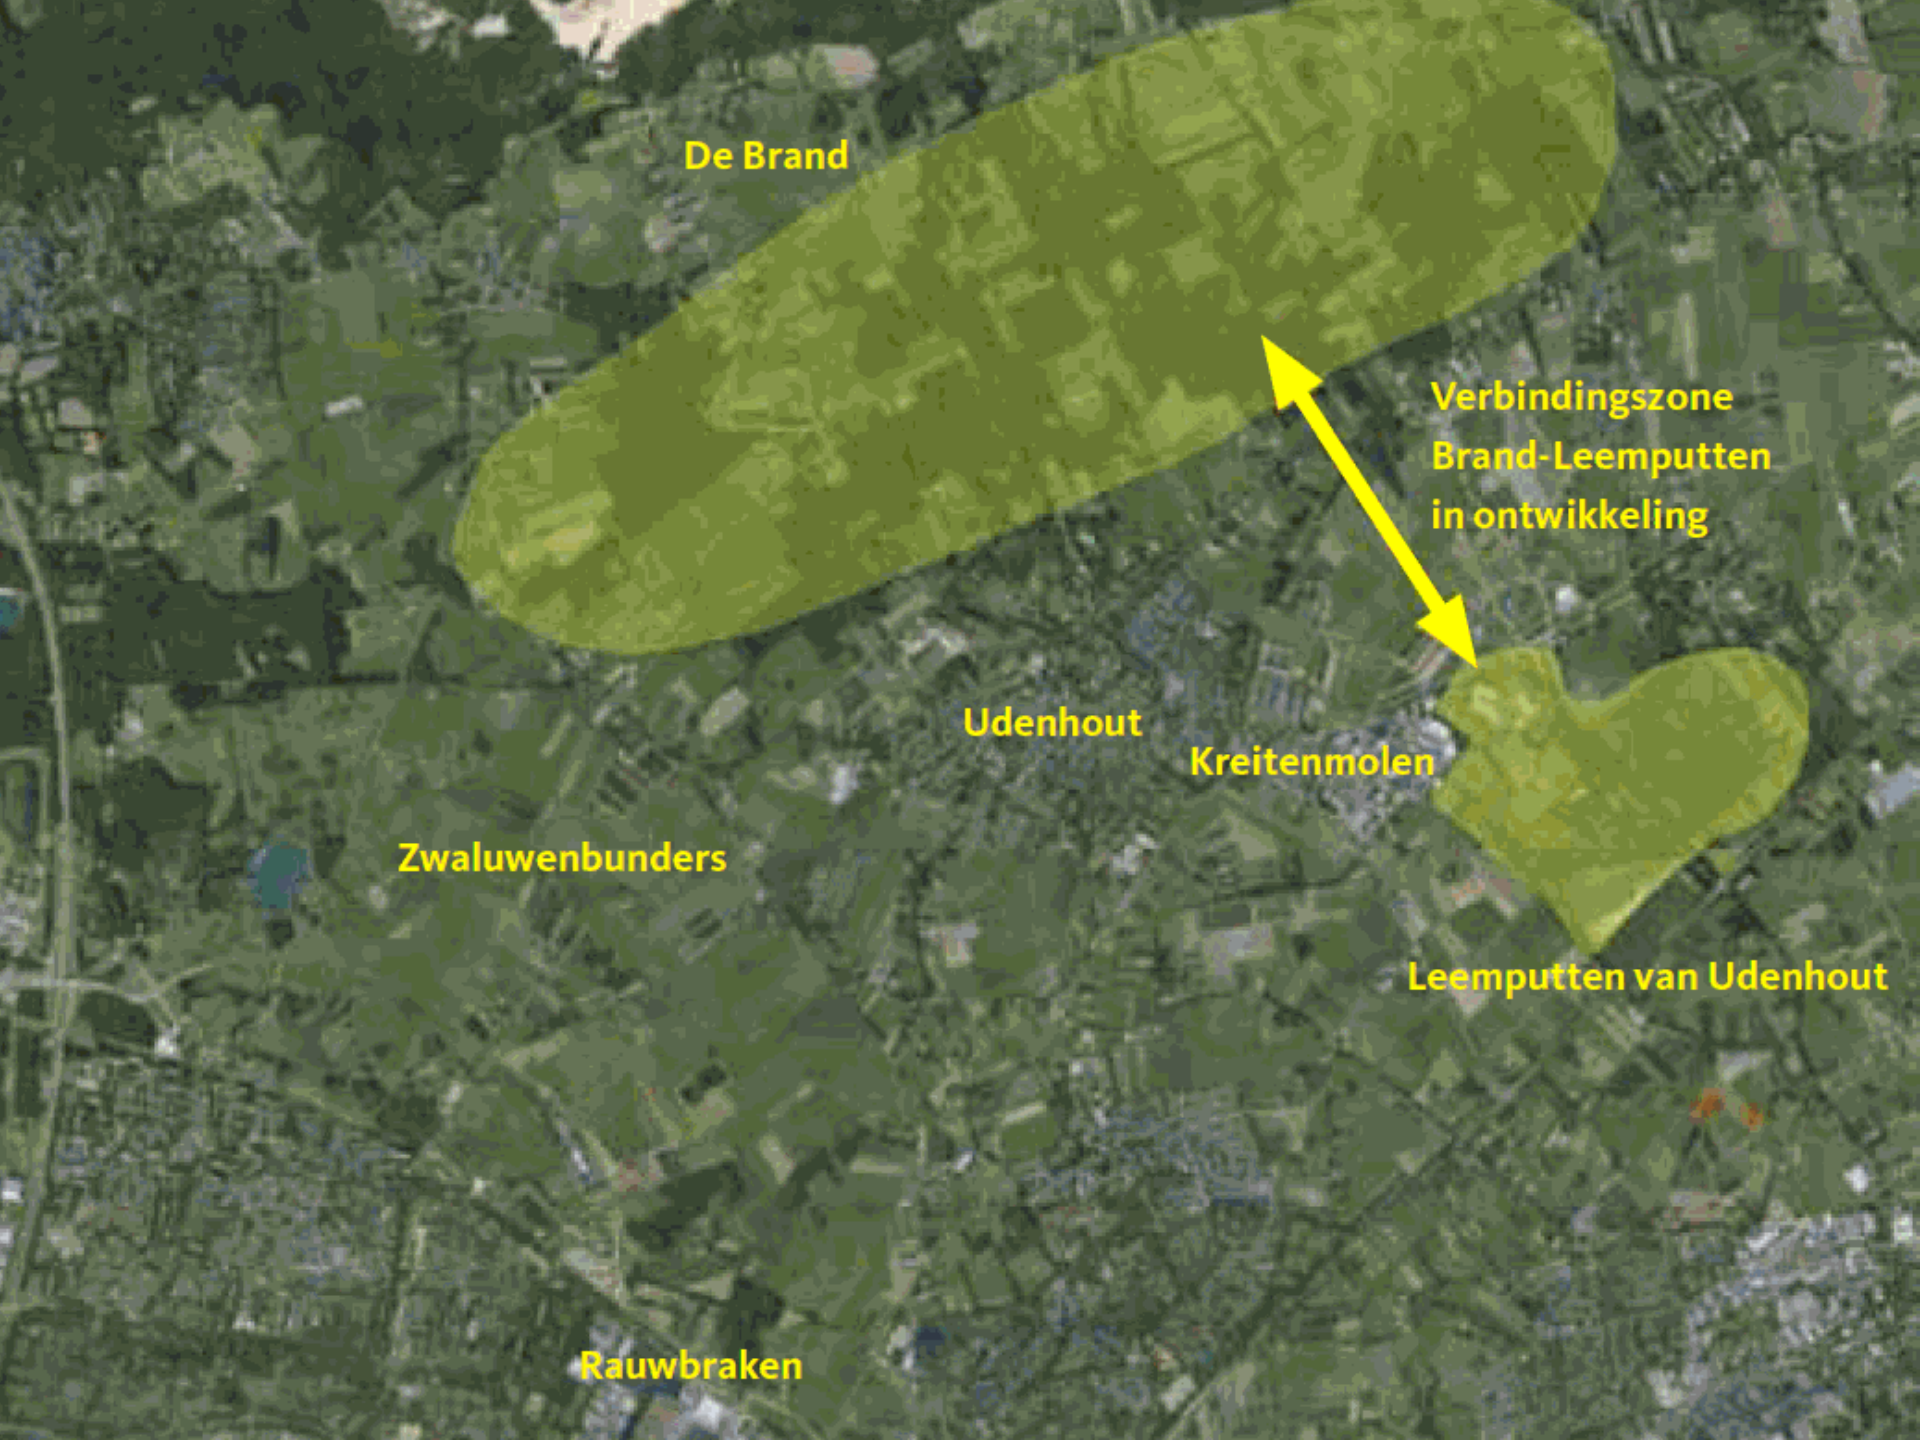 De Brand
Verbindingszone
Brand-Leemputten
in ontwikkeling
Udenhout
Kreitenmolen
Zwaluwenbunders
Leemputten van Udenhout
Rauwbraken